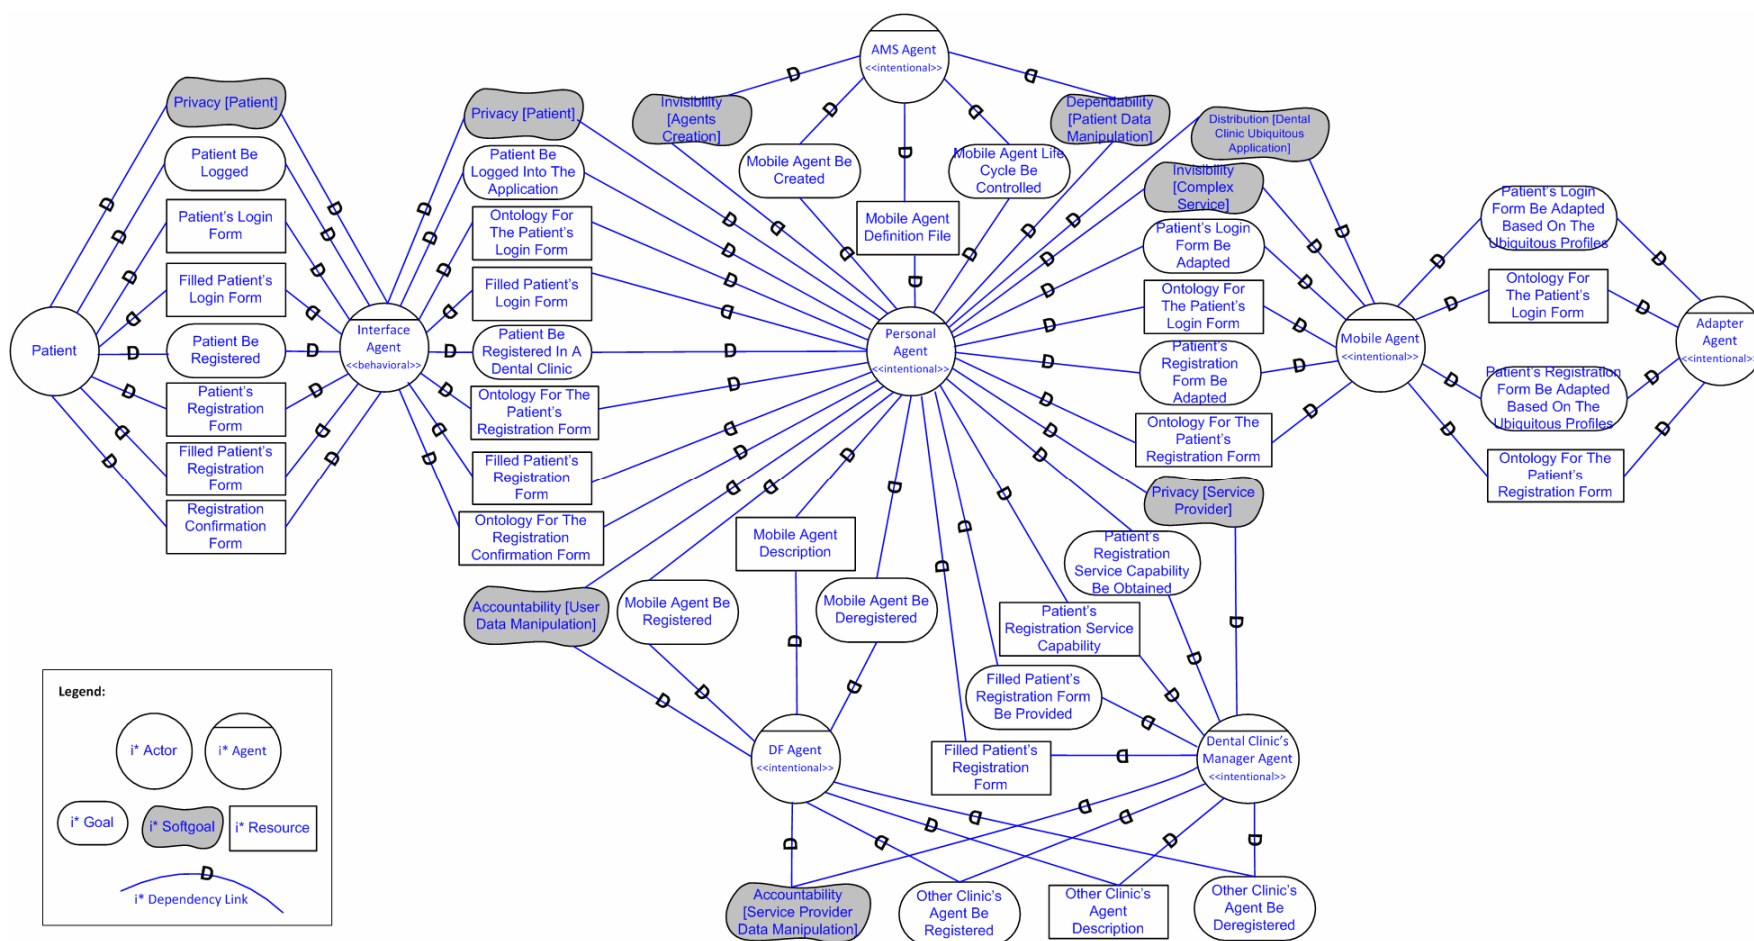 AMS Agent
<<intentional>>
Privacy [Patient]
Patient Be
Logged
Patient's Login
Form
Filled Patient's
Login Form
Patient Be
Registered
Patient's
Registration
Form
Filled Patient's
Registration
Form
Registration
Confirmation
Form
Patient
Interface
Agent
<<behavioral>>
Privacy [Patient]
Patient Be
Logged Into The
Application
Ontology For
The Patient's
Login Form
Filled Patient's
Login Form
Patient Be
Registered In A
Dental Clinic
Ontology For The
Patient's
Registration Form
Filled Patient's
Registration
Form
Ontology For The
Registration
Confirmation Form
Invisibility
[Agents
Creation]
Mobile Agent Be
Created
Mobile Agent
Definition File
Mobile Agent Life
Cycle Be
Controlled
Dependability
[Patient Data
Manipulation]
Distribution [Dental
Clinic Ubiquitous
Application]
Invisibility
[Complex
Service]
Patient's Login
Form Be
Adapted
Ontology For
The Patient's
Login Form
Patient's
Registration
Form Be
Adapted
Ontology For The
Patient's
Registration Form
Personal
Agent
<<intentional>>
Mobile Agent
<<intentional>>
Patient's Login
Form Be Adapted
Based On The
Ubiquitous Profiles
Ontology For
The Patient's
Login Form
Patient's Registration
Form Be Adapted
Based On The
Ubiquitous Profiles
Ontology For The
Patient's
Registration Form
Adapter
Agent
<<intentional>>
Privacy [Service
Provider]
Patient's
Registration
Service Capability
Be Obtained
Patient's
Registration Service
Capability
Filled Patient's
Registration Form
Be Provided
Filled Patient's
Registration
Form
Mobile Agent
Description
Accountability [User
Data Manipulation]
Mobile Agent Be
Registered
Mobile Agent Be
Deregistered
DF Agent
<<intentional>>
Dental Clinic's
Manager Agent
<<intentional>>
Accountability
[Service Provider
Data Manipulation]
Other Clinic's
Agent Be
Registered
Other Clinic's
Agent
Description
Other Clinic's
Agent Be
Deregistered
Legend:
i* Actor
i* Agent
i* Goal
i* Softgoal
i* Resource
D
i* Dependency Link